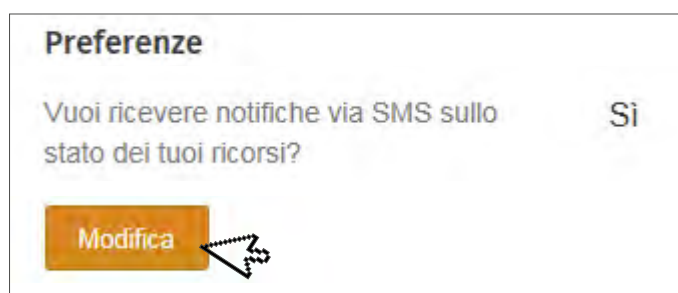 Preferenze
Vuoi ricevere notifiche via SMS sullo
Sì
stato dei tuoi ricorsi?
Modifica